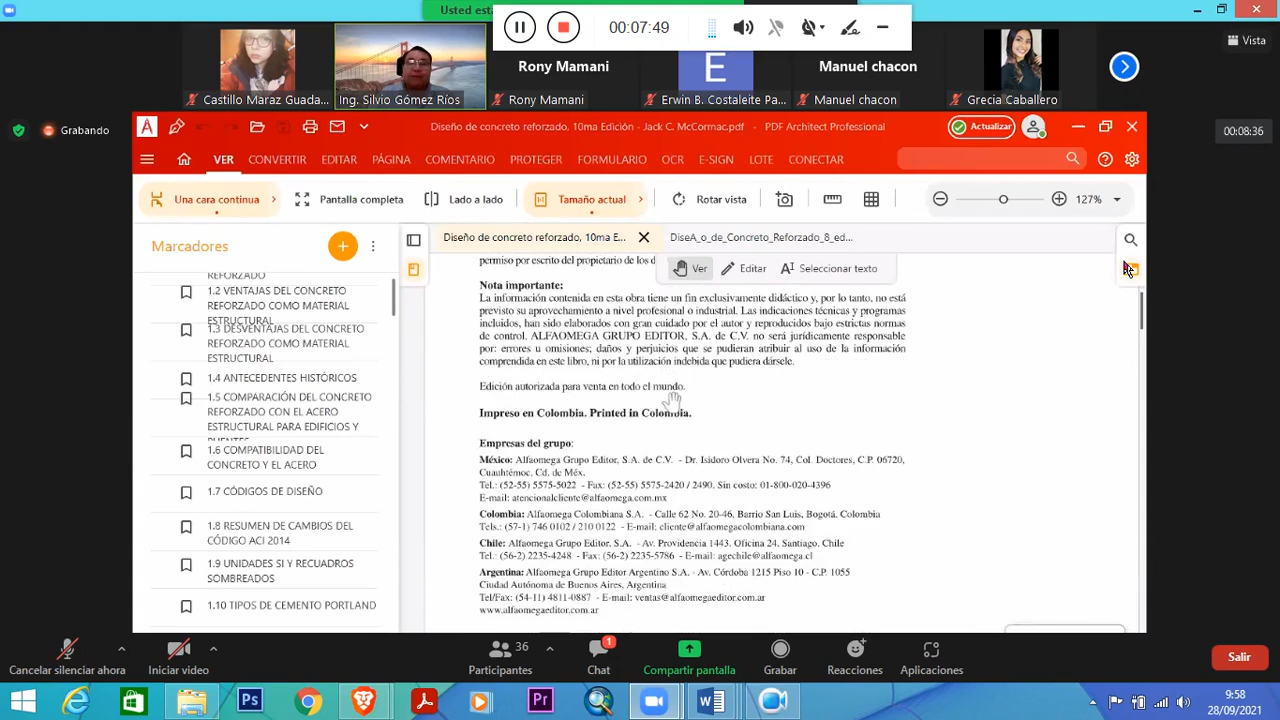 Usted esta
00:07:49
Vista
Castillo Maraz Guada...
Ing. Silvio Gómez Ríos
Rony Mamani
Rony Mamani
E
Erwin B. Costaleite Pa...
Manuel chacon
Manuel chacon
Grecia Caballero
Grabando
00:08:36
Diseño de concreto reforzado, 10ma Edición - Jack C. McCormac.pdf - PDF Architect Professional
Actualizar
VER CONVERTIR EDITAR PÁGINA COMENTARIO PROTEGER FORMULARIO OCR E-SIGN LOTE CONECTAR
Una cara continua
Pantalla completa
Lado a lado
Tamaño actual
Rotar vista
127%
Marcadores
Diseño de concreto reforzado, 10ma E...
DiseA_o_de_Concreto_Reforzado_8_ed...
Ver
Editar
Seleccionar texto
REFORZADO
1.2 VENTAJAS DEL CONCRETO
REFORZADO COMO MATERIAL
ESTRUCTURAL
1.3 DESVENTAJAS DEL CONCRETO
REFORZADO COMO MATERIAL
ESTRUCTURAL
1.4 ANTECEDENTES HISTÓRICOS
1.5 COMPARACIÓN DEL CONCRETO
REFORZADO CON EL ACERO
ESTRUCTURAL PARA EDIFICIOS Y
PUENTES
1.6 COMPATIBILIDAD DEL
CONCRETO Y EL ACERO
1.7 CÓDIGOS DE DISEÑO
1.8 RESUMEN DE CAMBIOS DEL
CÓDIGO ACI 2014
1.9 UNIDADES SI Y RECUADROS
SOMBREADOS
1.10 TIPOS DE CEMENTO PORTLAND
permiso por escrito del propietario de los d
Nota importante:
La información contenida en esta obra tiene un fin exclusivamente didáctico y, por lo tanto, no está
previsto su aprovechamiento a nivel profesional o industrial. Las indicaciones técnicas y programas
incluidos, han sido elaborados con gran cuidado por el autor y reproducidos bajo estrictas normas
de control. ALFAOMEGA GRUPO EDITOR, S.A. de C.V. no será jurídicamente responsable
por: errores u omisiones; daños y perjuicios que se pudieran atribuir al uso de la información
comprendida en este libro, ni por la utilización indebida que pudiera dársele.
Edición autorizada para venta en todo el mundo.
Impreso en Colombia. Printed in Colombia.
Empresas del grupo:
México: Alfaomega Grupo Editor, S.A. de C.V. - Dr. Isidoro Olvera No. 74, Col. Doctores, C.P. 06720,
Cuauhtémoc, Cd. de Méx.
Tel.: (52-55) 5575-5022 - Fax: (52-55) 5575-2420 / 2490. Sin costo: 01-800-020-4396
E-mail: atencionalcliente@alfaomega.com.mx
Colombia: Alfaomega Colombiana S.A. - Calle 62 No. 20-46, Barrio San Luis, Bogotá, Colombia
Tels.: (57-1) 746 0102 / 210 0122 - E-mail: cliente@alfaomegacolombiana.com
Chile: Alfaomega Grupo Editor, S.A. - Av. Providencia 1443. Oficina 24, Santiago, Chile
Tel.: (56-2) 2235-4248 - Fax: (56-2) 2235-5786 - E-mail: agechile@alfaomega.cl
Argentina: Alfaomega Grupo Editor Argentino S.A. - Av. Córdoba 1215 Piso 10 - C.P. 1055
Ciudad Autónoma de Buenos Aires, Argentina
Tel/Fax: (54-11) 4811-0887 - E-mail: ventas@alfaomegaeditor.com.ar
www.alfaomegaeditor.com.ar
Cancelar silenciar ahora
Iniciar video
36
Participantes
1
Chat
Compartir pantalla
Grabar
Reacciones
Aplicaciones
Salir
Ps
Pr
9:58
28/09/2021